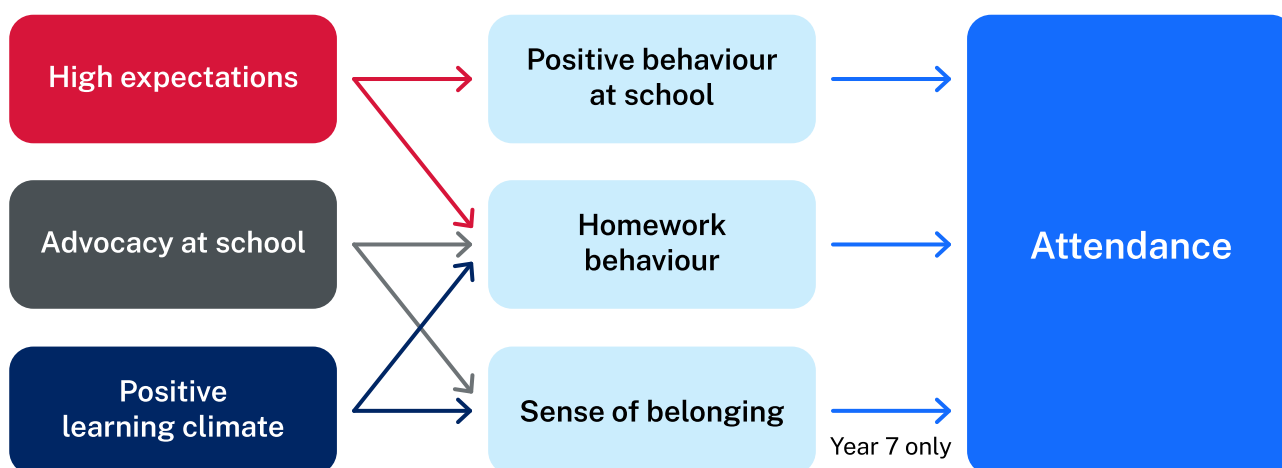 High expectations
Positive behaviour
at school
Advocacy at school
Homework
behaviour
Attendance
Positive
learning climate
Sense of belonging
Year 7 only